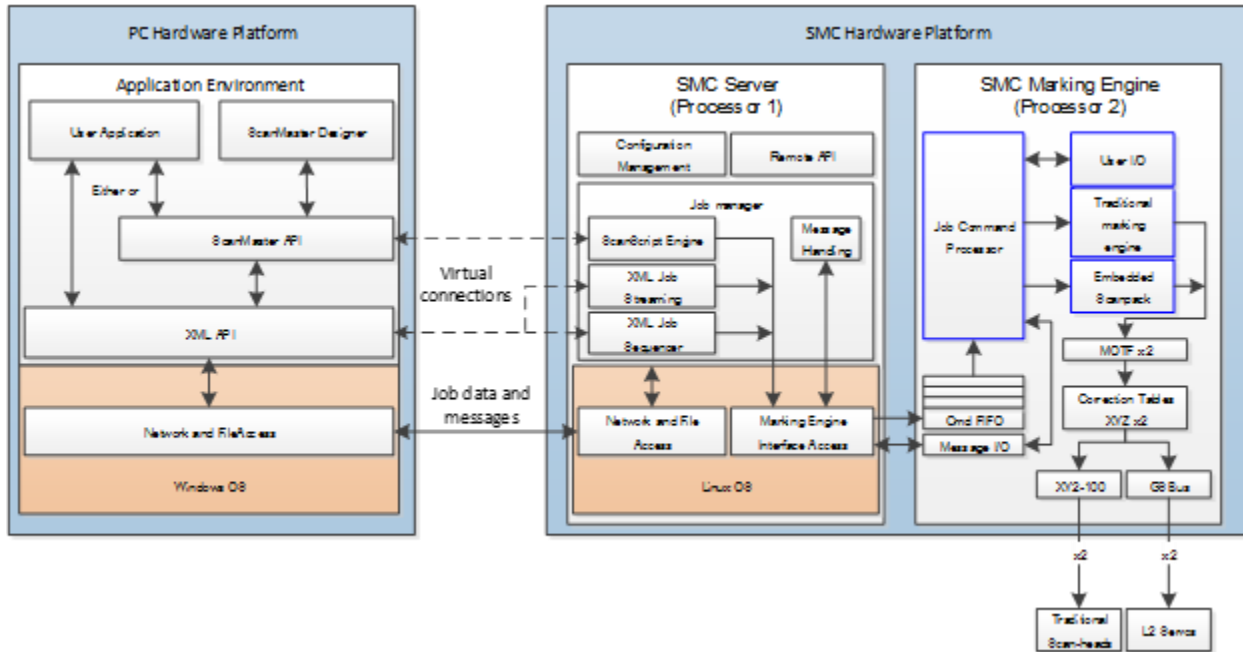 PC Hardware Platform
Application Environment
User Application
ScanMaster Designer
Either or
ScanMaster API
XML API
Network and FileAccess
Windows OS
Virtual
connections
Job data and
messages
SMC Hardware Platform
SMC Server
(Processor 1)
Configuration
Management
Remote API
Job manager
ScanScript Engine
Message
Handling
XML Job
Streaming
XML Job
Sequencer
Network and File
Access
Marking Engine
Interface Access
Linux OS
SMC Marking Engine
(Processor 2)
Job Command
Processor
User I/O
Traditional
marking
engine
Embedded
Scanpack
MOTF x2
Correction Tables
XYZ x2
Cmd FIFO
Message I/O
XY2-100
GSBus
x2
x2
Traditional
Scan-heads
L2 Servos